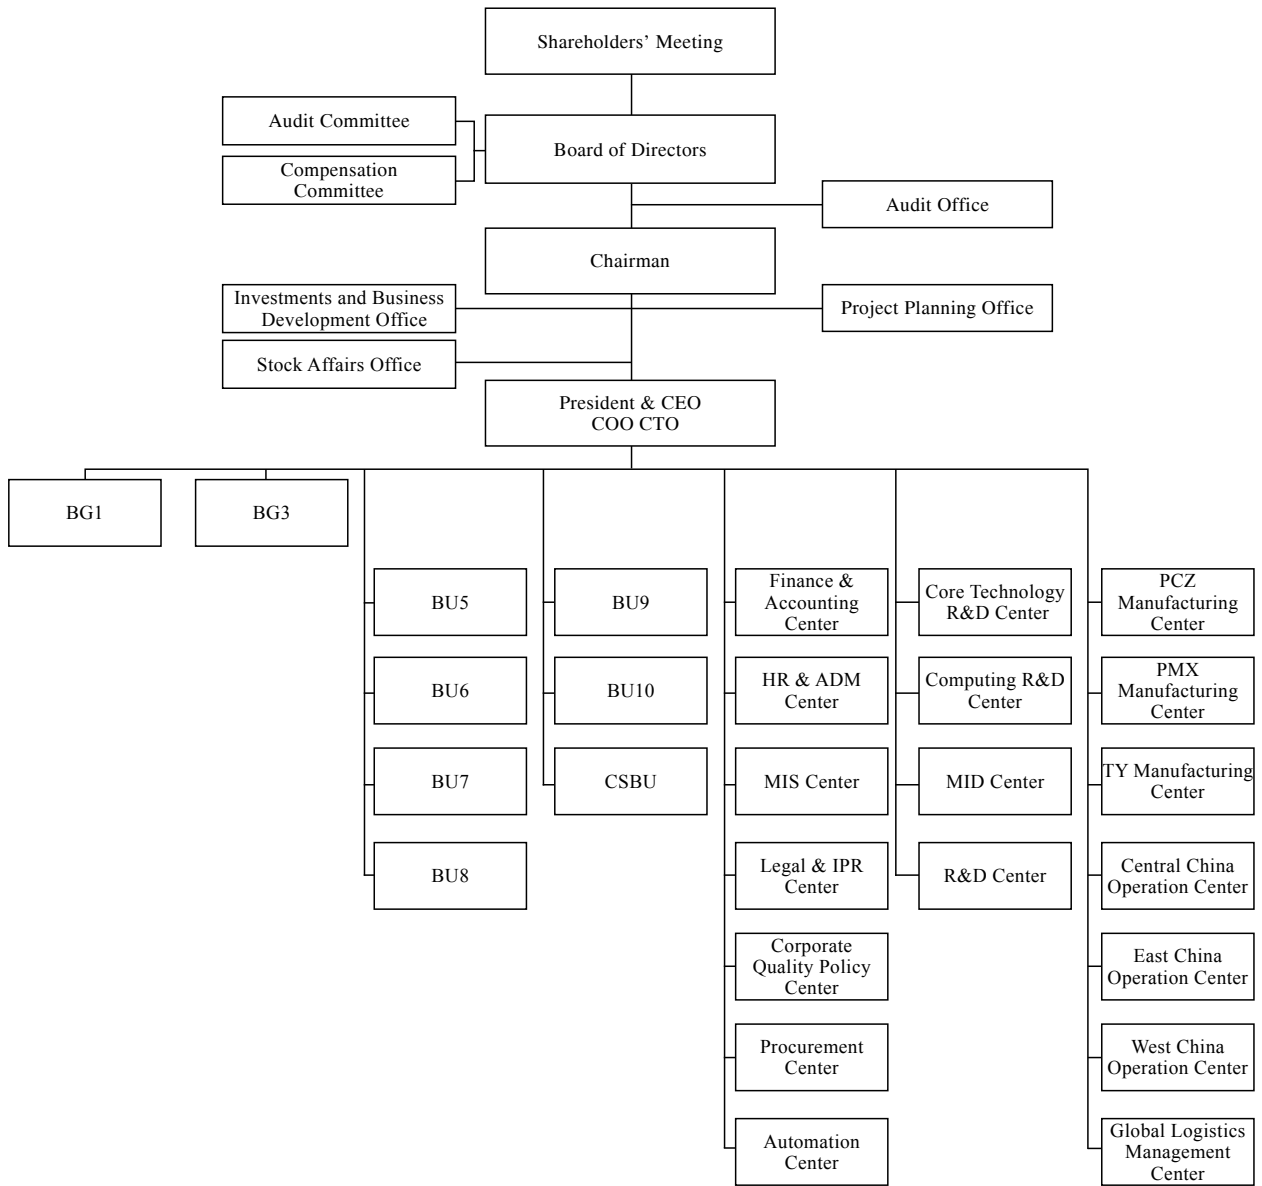 Shareholders’ Meeting
Audit Committee
Board of Directors
Compensation
Committee
Audit Office
Chairman
Investments and Business
Development Office
Project Planning Office
Stock Affairs Office
President & CEO
COO CTO
BG1
BG3
BU5
BU6
BU7
BU8
BU9
BU10
CSBU
Finance &
Accounting
Center
HR & ADM
Center
MIS Center
Legal & IPR
Center
Corporate
Quality Policy
Center
Procurement
Center
Automation
Center
Core Technology
R&D Center
Computing R&D
Center
MID Center
R&D Center
PCZ
Manufacturing
Center
PMX
Manufacturing
Center
TY Manufacturing
Center
Central China
Operation Center
East China
Operation Center
West China
Operation Center
Global Logistics
Management
Center